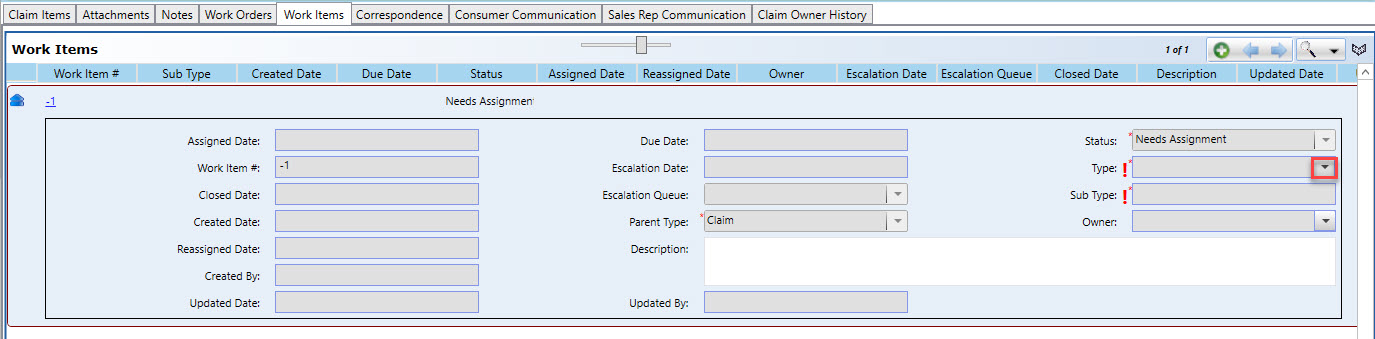 Claim Items Attachments Notes Work Orders Work Items Correspondence Consumer Communication Sales Rep Communication Claim Owner History
Work Items 1 of 1
Work Item # Sub Type Created Date Due Date Status Assigned Date Reassigned Date Owner Escalation Date Escalation Queue Closed Date Description Updated Date
-1 Needs Assignment
Assigned Date: Due Date: Status: * Needs Assignment
Work Item #: -1 Escalation Date: Type: ! *
Closed Date: Escalation Queue: Sub Type: ! *
Created Date: Parent Type: * Claim Owner:
Reassigned Date: Description:
Created By:
Updated Date: Updated By: